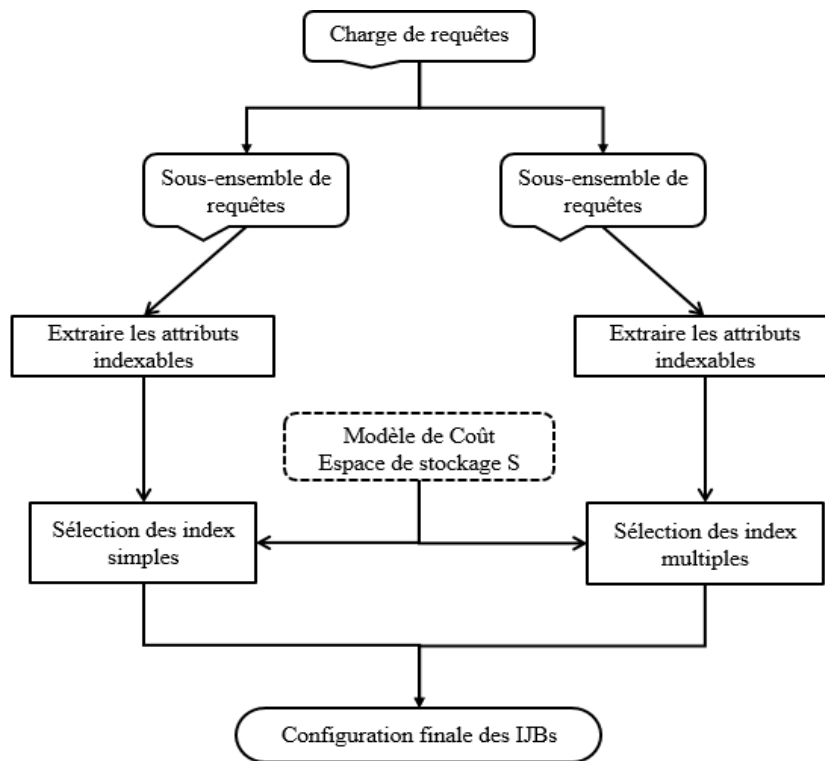 Charge de requêtes
Sous-ensemble de
requêtes
Sous-ensemble de
requêtes
Extraire les attributs
indexables
Extraire les attributs
indexables
Modèle de Coût
Espace de stockage S
Sélection des index
simples
Sélection des index
multiples
Configuration finale des IJBs